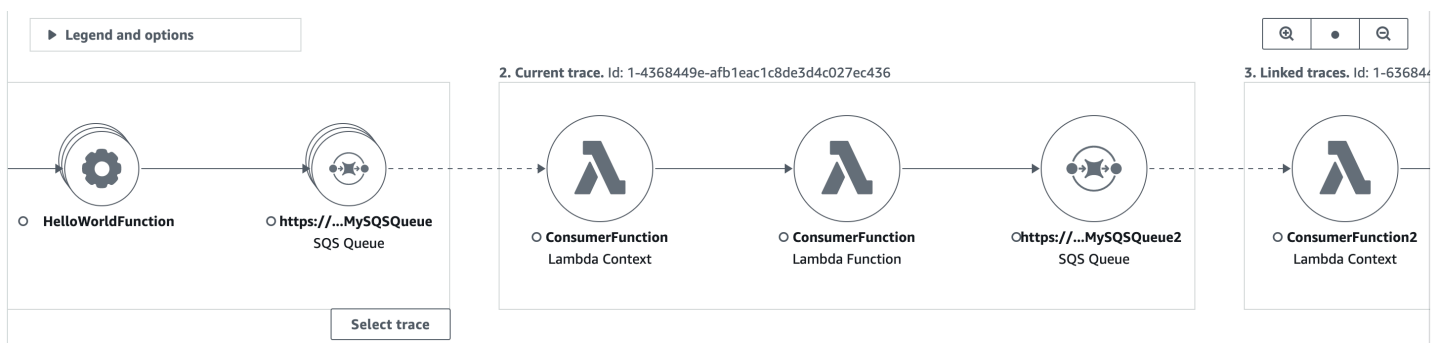 Legend and options
2. Current trace. Id: 1-4368449e-afb1eac1c8de3d4c027ec436
3. Linked traces. Id: 1-63684
HelloWorldFunction
https://...MySQSQueue
SQS Queue
ConsumerFunction
Lambda Context
ConsumerFunction
Lambda Function
https://...MySQSQueue2
SQS Queue
ConsumerFunction2
Lambda Context
Select trace